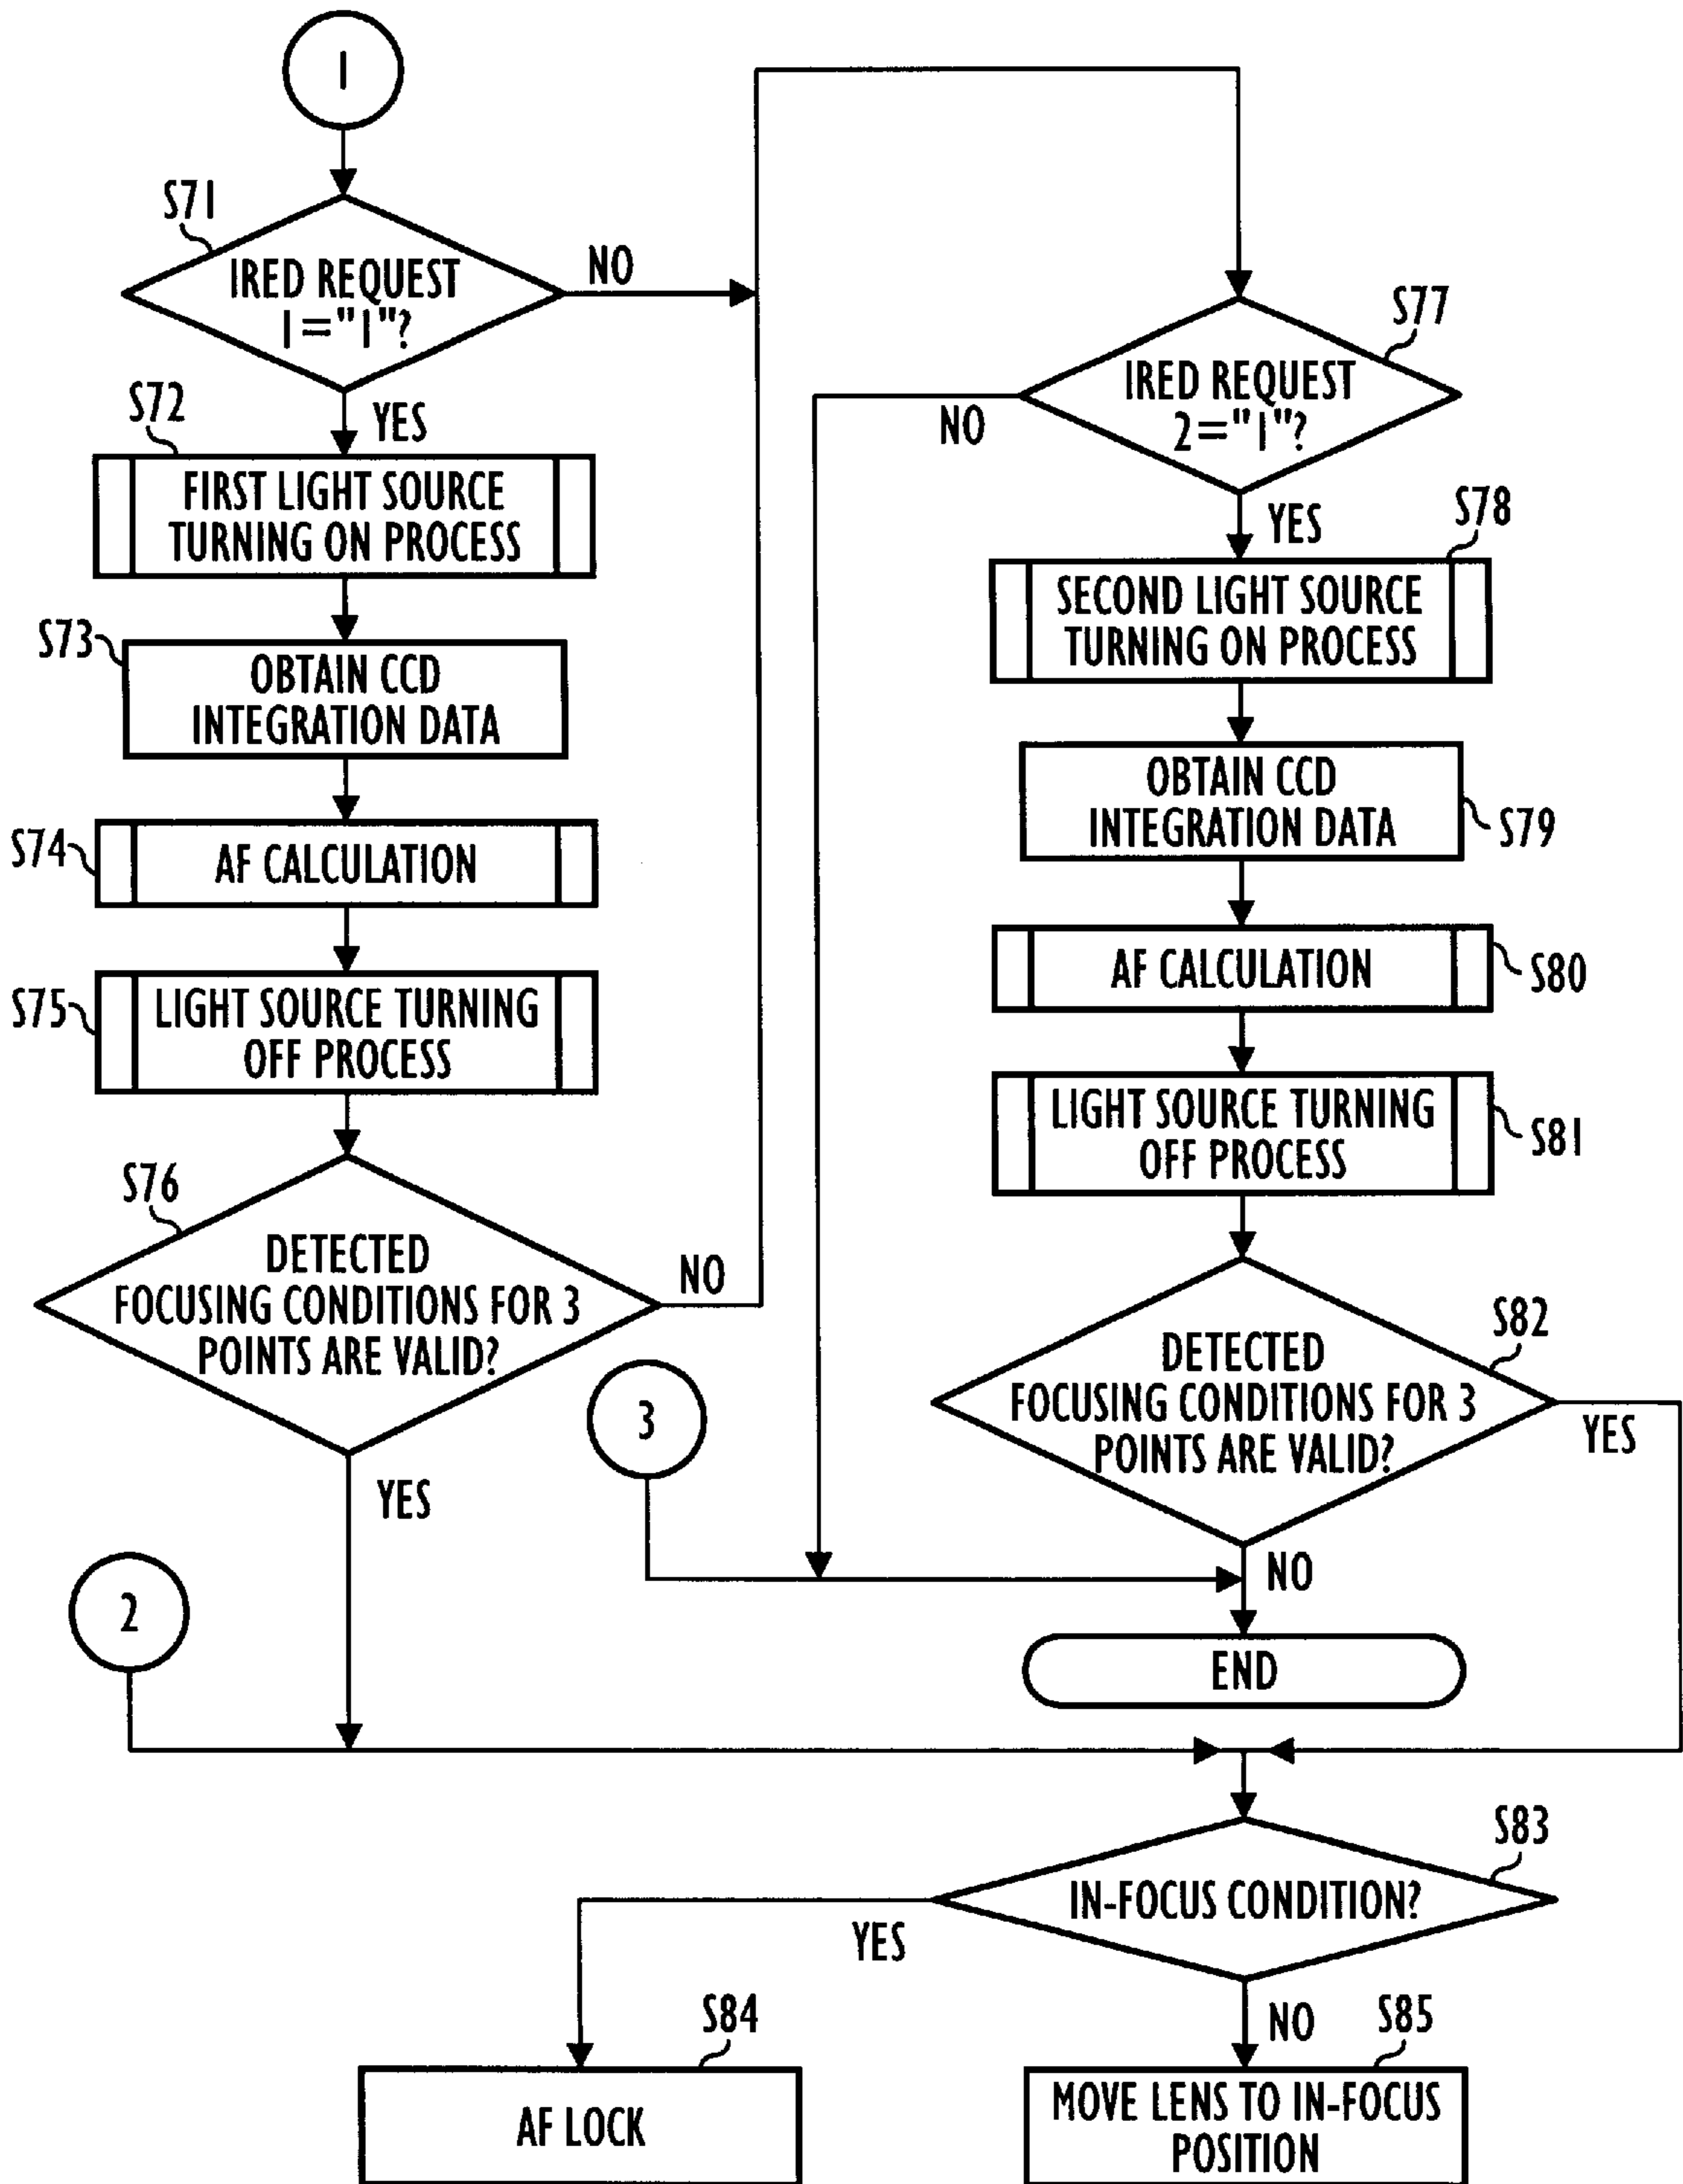 1
S71
IRED REQUEST
1="1"?
NO
YES
S72
FIRST LIGHT SOURCE
TURNING ON PROCESS
S73
OBTAIN CCD
INTEGRATION DATA
S74
AF CALCULATION
S75
LIGHT SOURCE TURNING
OFF PROCESS
S76
DETECTED
FOCUSING CONDITIONS FOR 3
POINTS ARE VALID?
NO
YES
2
3
S77
IRED REQUEST
2="1"?
NO
YES
S78
SECOND LIGHT SOURCE
TURNING ON PROCESS
OBTAIN CCD
INTEGRATION DATA
S79
AF CALCULATION
S80
LIGHT SOURCE TURNING
OFF PROCESS
S81
S82
DETECTED
FOCUSING CONDITIONS FOR 3
POINTS ARE VALID?
YES
NO
END
S83
IN-FOCUS CONDITION?
YES
NO
S84
AF LOCK
S85
MOVE LENS TO IN-FOCUS
POSITION